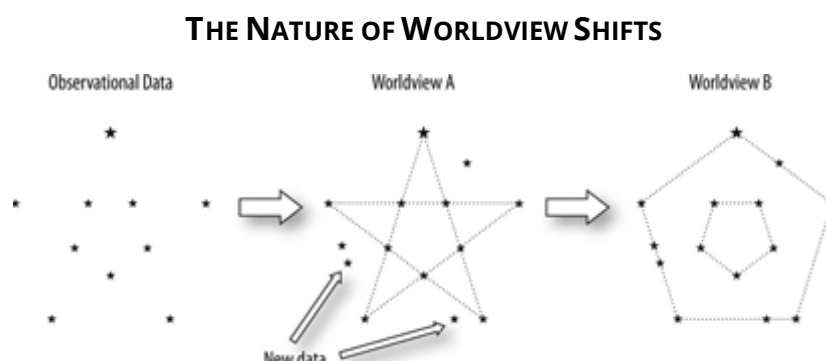 THE NATURE OF WORLDVIEW SHIFTS
Observational Data
Worldview A
Worldview B
New data